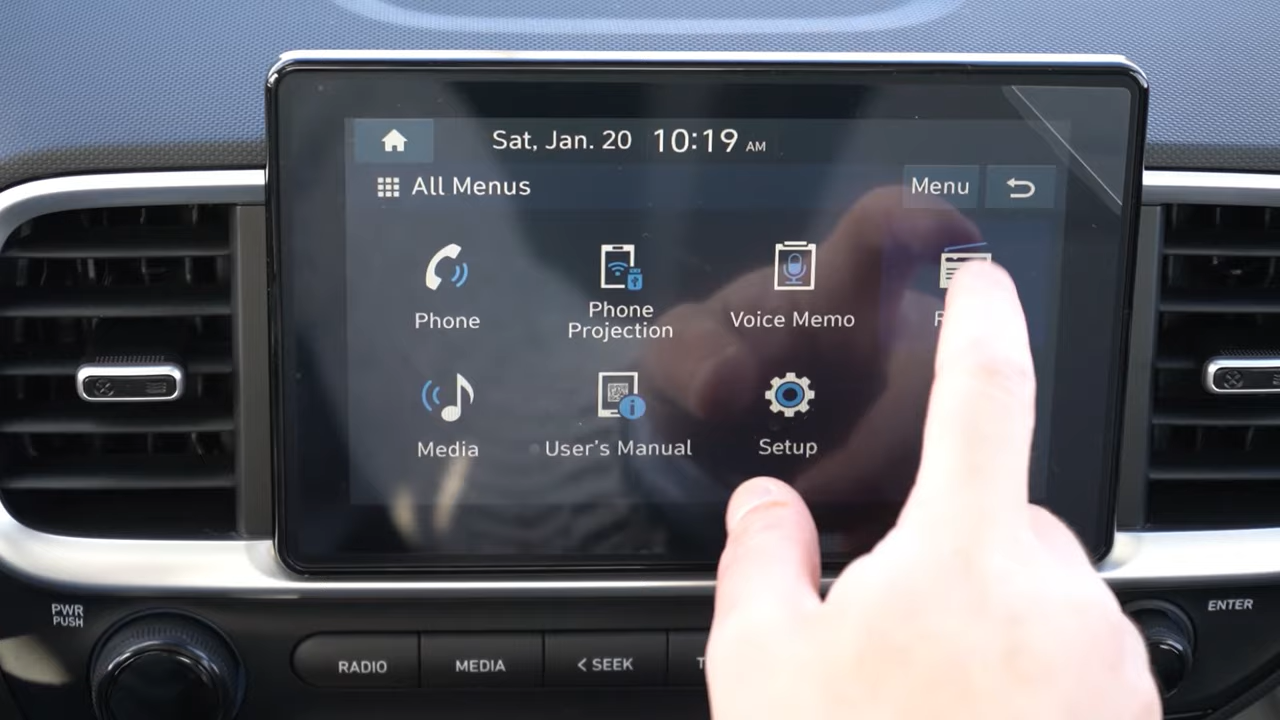 Sat, Jan. 20 10:19 AM
All Menus
Menu
Phone
Phone
Projection
Voice Memo
Media
User's Manual
Setup
PWR
PUSH
RADIO
MEDIA
< SEEK
ENTER